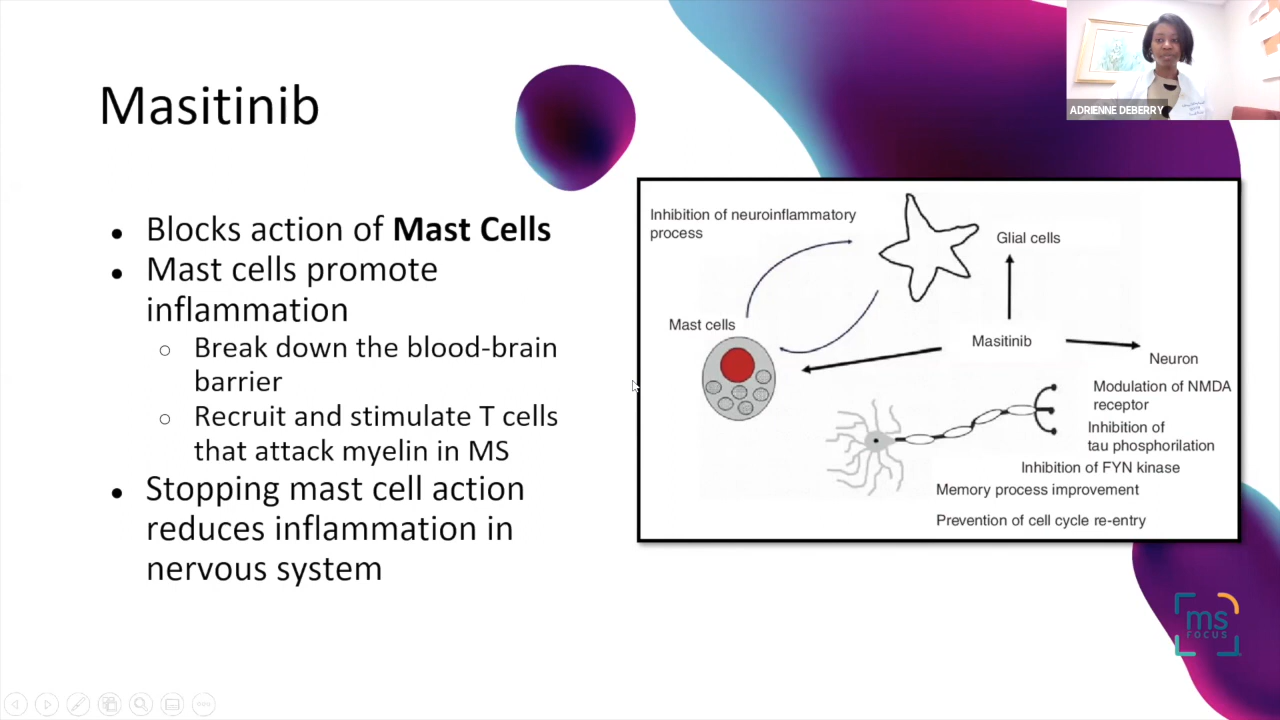 ADRIENNE DEBERRY
Masitinib
● Blocks action of Mast Cells
● Mast cells promote
inflammation
○ Break down the blood-brain
barrier
○ Recruit and stimulate T cells
that attack myelin in MS
● Stopping mast cell action
reduces inflammation in
nervous system
Inhibition of neuroinflammatory
process
Glial cells
Mast cells
Masitinib
Neuron
Modulation of NMDA
receptor
Inhibition of
tau phosphorilation
Inhibition of FYN kinase
Memory process improvement
Prevention of cell cycle re-entry
ms
FOCUS